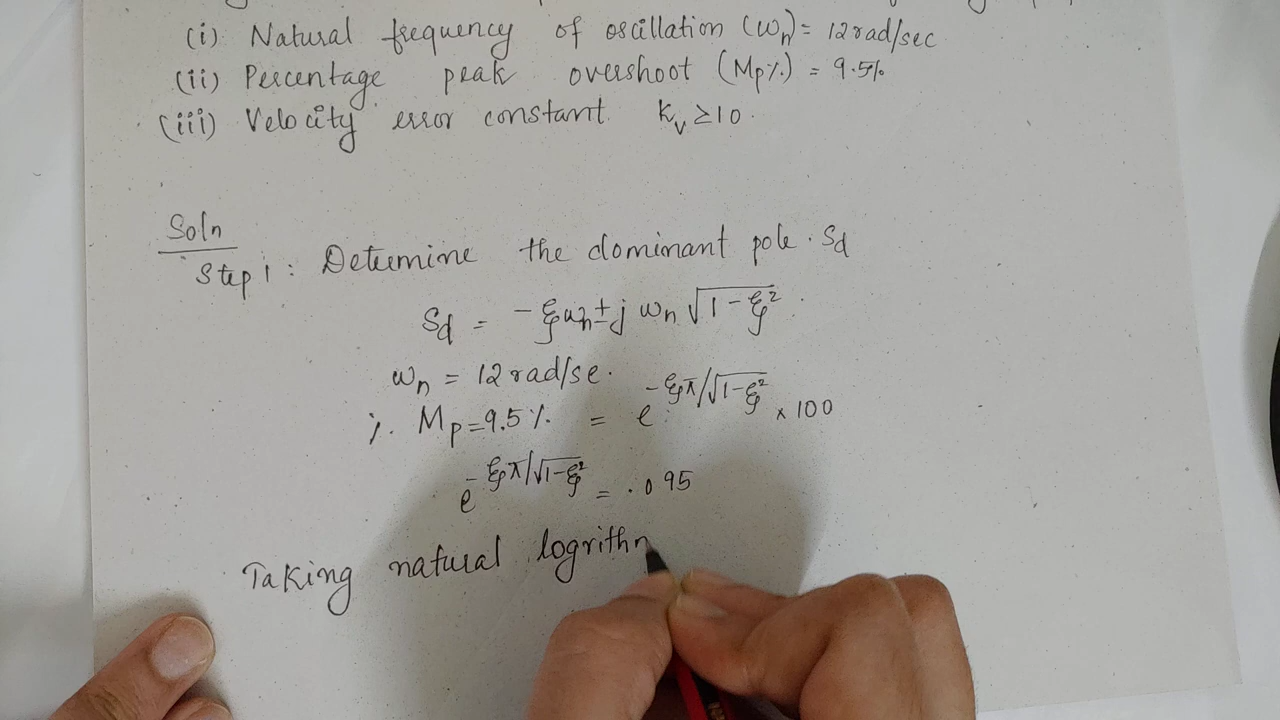 (i) Natural frequency of oscillation (ωn) = 12 rad/sec
(ii) Percentage peak overshoot (Mp%) = 9.5%
(iii) Velocity error constant. Kv ≥ 10.
Soln
Step 1 : Determine the dominant pole. Sd
Sd = -ξωn ± j ωn √1-ξ².
ωn = 12 rad/se.
%. Mp = 9.5% = e^-ξπ/√1-ξ² × 100
e^-ξπ/√1-ξ² = .095
Taking natural logrithm